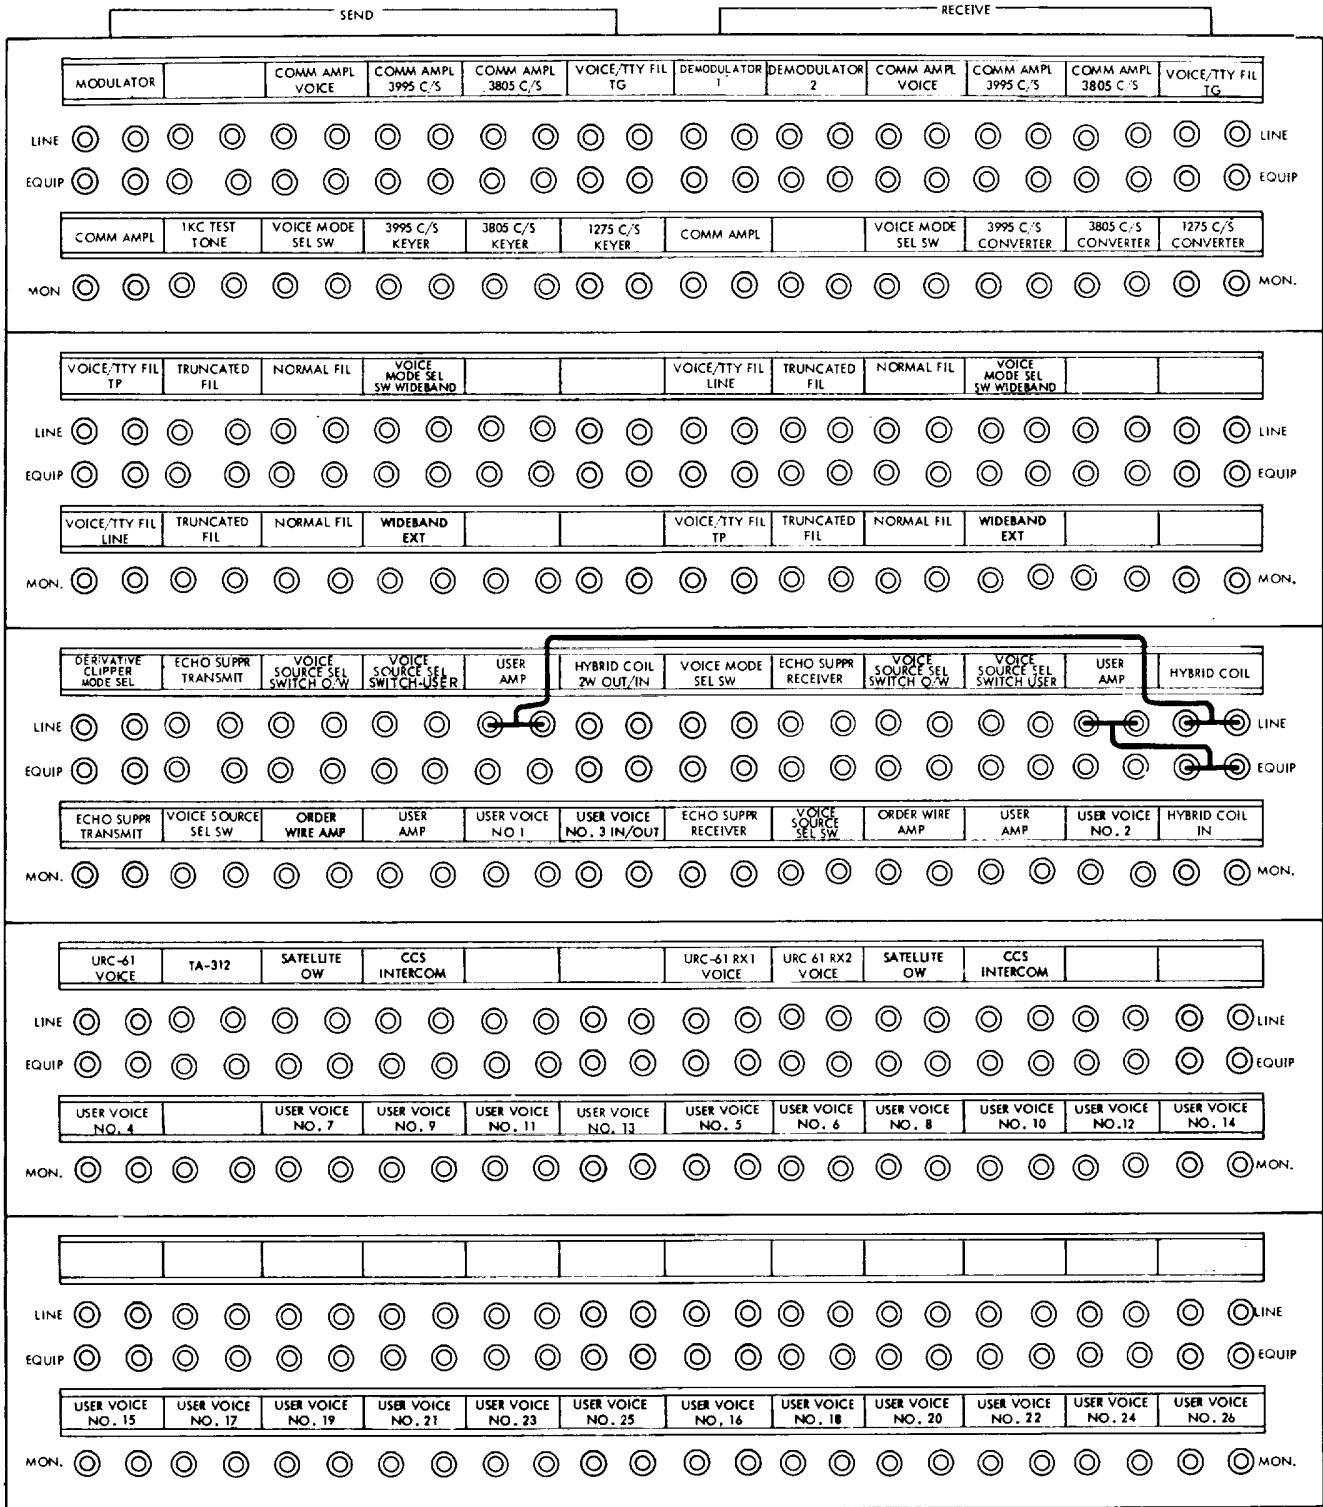 SEND RECEIVE
MODULATOR COMM AMPL VOICE COMM AMPL 3995 C/S COMM AMPL 3805 C/S VOICE/TTY FIL TG DEMODULATOR 1 DEMODULATOR 2 COMM AMPL VOICE COMM AMPL 3995 C/S COMM AMPL 3805 C/S VOICE/TTY FIL TG
LINE LINE
EQUIP EQUIP
COMM AMPL 1KC TEST TONE VOICE MODE SEL SW 3995 C/S KEYER 3805 C/S KEYER 1275 C/S KEYER COMM AMPL VOICE MODE SEL SW 3995 C/S CONVERTER 3805 C/S CONVERTER 1275 C/S CONVERTER
MON MON.
VOICE/TTY FIL TP TRUNCATED FIL NORMAL FIL VOICE MODE SEL SW WIDEBAND VOICE/TTY FIL LINE TRUNCATED FIL NORMAL FIL VOICE MODE SEL SW WIDEBAND
LINE LINE
EQUIP EQUIP
VOICE/TTY FIL LINE TRUNCATED FIL NORMAL FIL WIDEBAND EXT VOICE/TTY FIL TP TRUNCATED FIL NORMAL FIL WIDEBAND EXT
MON. MON.
DERIVATIVE CLIPPER MODE SEL ECHO SUPPR TRANSMIT VOICE SOURCE SEL SWITCH O/W VOICE SOURCE SEL SWITCH-USER USER AMP HYBRID COIL 2W OUT/IN VOICE MODE SEL SW ECHO SUPPR RECEIVER VOICE SOURCE SEL SWITCH O/W VOICE SOURCE SEL SWITCH USER USER AMP HYBRID COIL
LINE LINE
EQUIP EQUIP
ECHO SUPPR TRANSMIT VOICE SOURCE SEL SW ORDER WIRE AMP USER AMP USER VOICE NO 1 USER VOICE NO. 3 IN/OUT ECHO SUPPR RECEIVER VOICE SOURCE SEL SW ORDER WIRE AMP USER AMP USER VOICE NO. 2 HYBRID COIL IN
MON. MON.
URC-61 VOICE TA-312 SATELLITE OW CCS INTERCOM URC-61 RX1 VOICE URC 61 RX2 VOICE SATELLITE OW CCS INTERCOM
LINE LINE
EQUIP EQUIP
USER VOICE NO. 4 USER VOICE NO. 7 USER VOICE NO. 9 USER VOICE NO. 11 USER VOICE NO. 13 USER VOICE NO. 5 USER VOICE NO. 6 USER VOICE NO. 8 USER VOICE NO. 10 USER VOICE NO.12 USER VOICE NO. 14
MON. MON.
LINE LINE
EQUIP EQUIP
USER VOICE NO. 15 USER VOICE NO. 17 USER VOICE NO. 19 USER VOICE NO. 21 USER VOICE NO. 23 USER VOICE NO. 25 USER VOICE NO. 16 USER VOICE NO. 18 USER VOICE NO. 20 USER VOICE NO. 22 USER VOICE NO. 24 USER VOICE NO. 26
MON. MON.